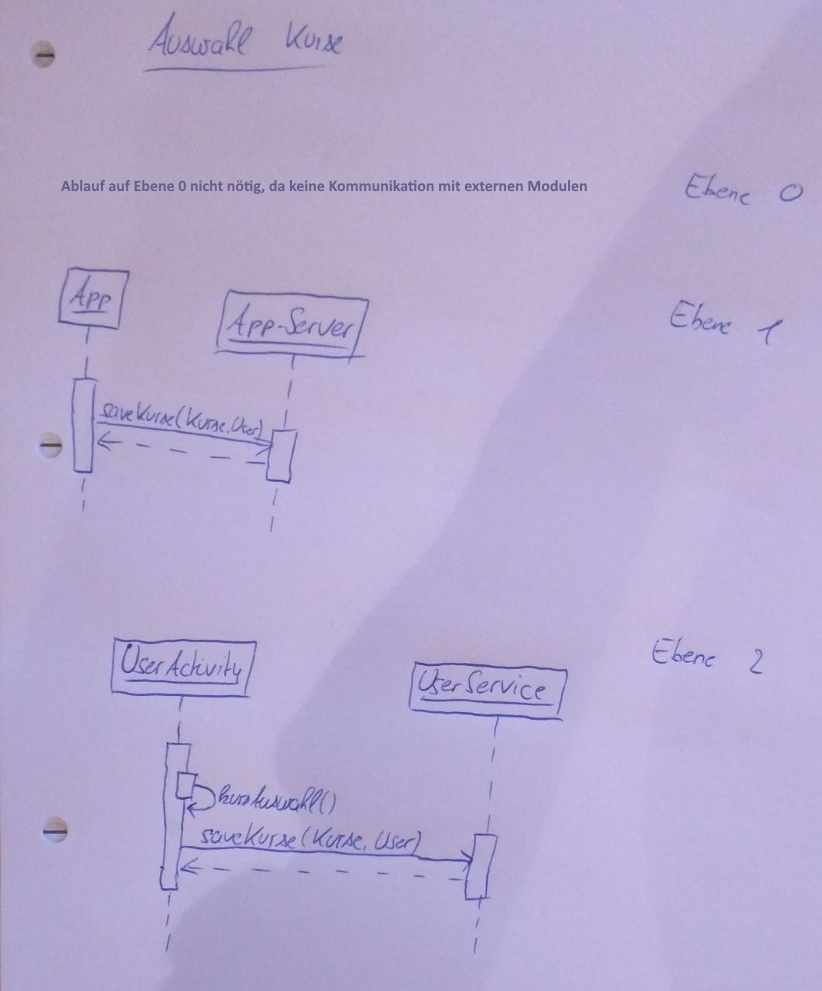 Auswahl Kurse
Ablauf auf Ebene 0 nicht nötig, da keine Kommunikation mit externen Modulen
Ebene 0
App
App-Server
Ebene 1
saveKurse(Kurse, User)
UserActivity
UserService
Ebene 2
kursAuswahl()
saveKurse(Kurse, User)